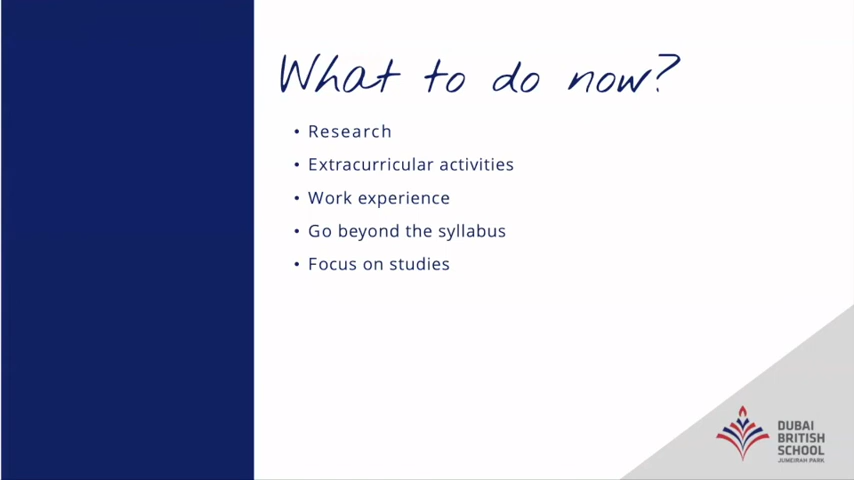 What to do now?
• Research
• Extracurricular activities
• Work experience
• Go beyond the syllabus
• Focus on studies
DUBAI
BRITISH
SCHOOL
JUMEIRAH PARK